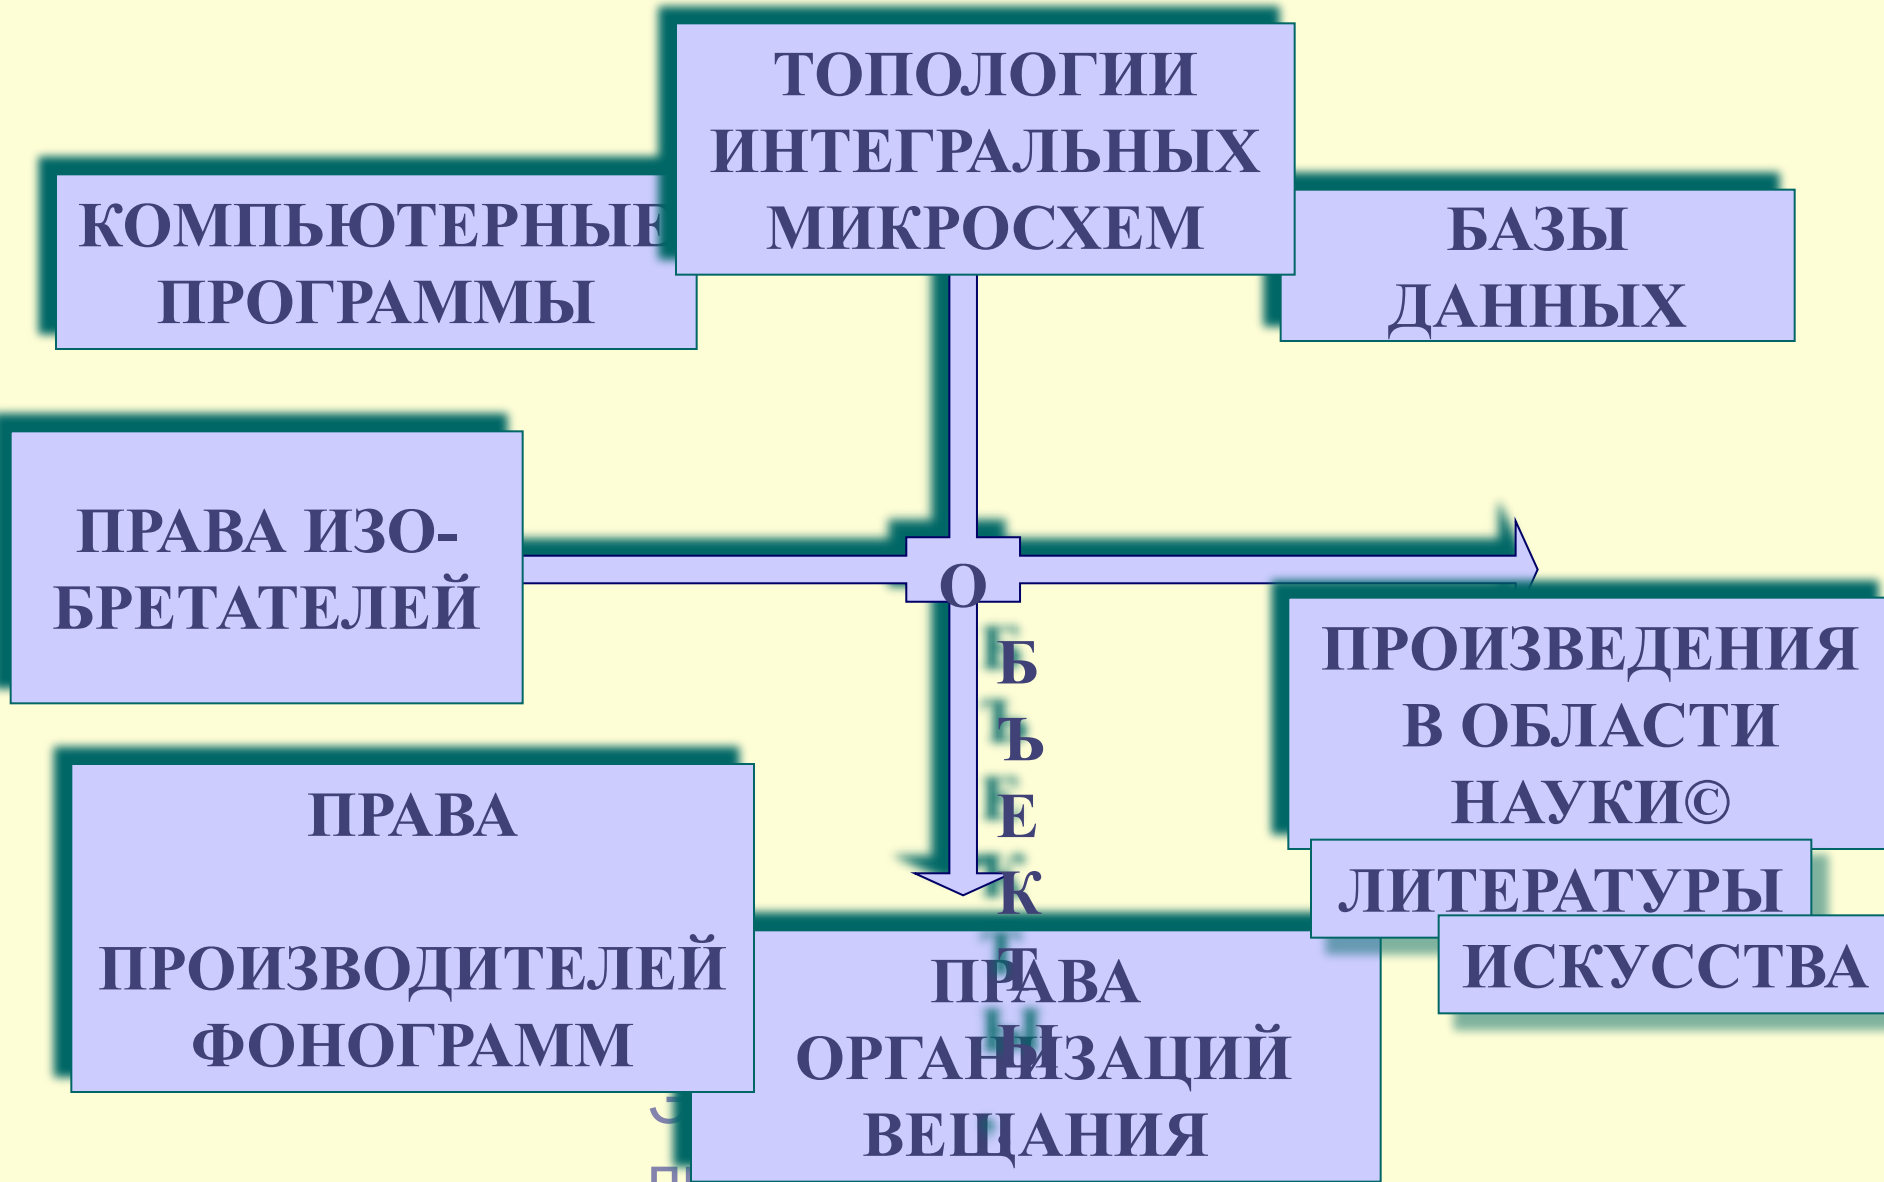 ТОПОЛОГИИ
ИНТЕГРАЛЬНЫХ
МИКРОСХЕМ
КОМПЬЮТЕРНЫЕ
ПРОГРАММЫ
БАЗЫ
ДАННЫХ
ПРАВА ИЗО-
БРЕТАТЕЛЕЙ
О
Б
Ъ
Е
К
Т
Ы
ПРОИЗВЕДЕНИЯ
В ОБЛАСТИ
НАУКИ©
ЛИТЕРАТУРЫ
ИСКУССТВА
ПРАВА
ПРОИЗВОДИТЕЛЕЙ
ФОНОГРАММ
ПРАВА
ОРГАНИЗАЦИЙ
ВЕЩАНИЯ